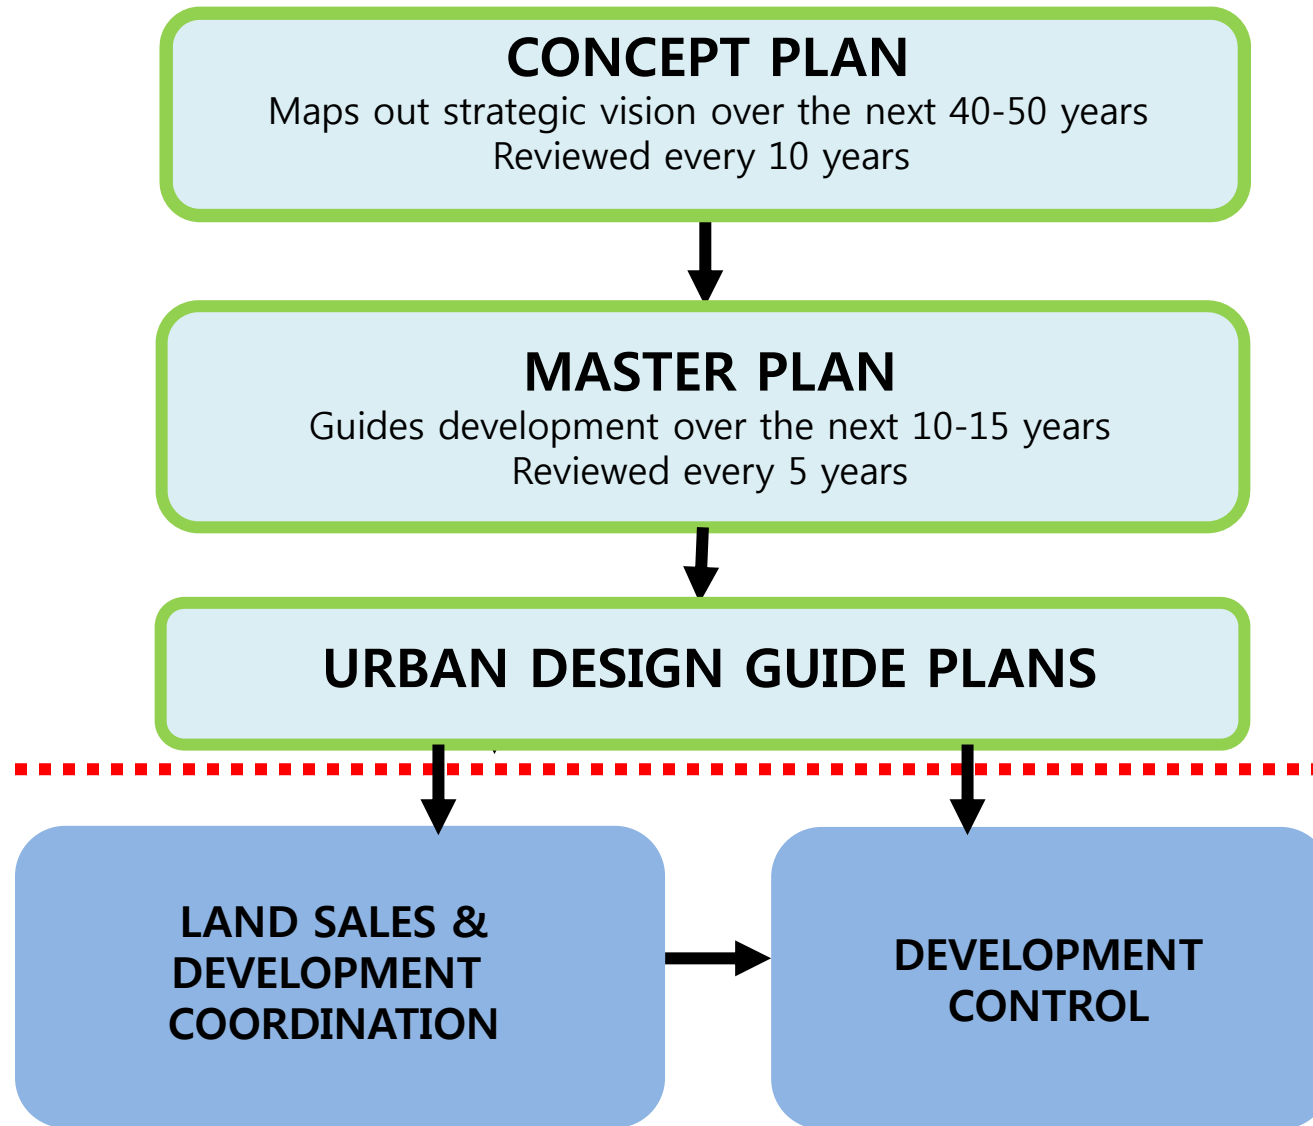 CONCEPT PLAN
Maps out strategic vision over the next 40-50 years
Reviewed every 10 years
MASTER PLAN
Guides development over the next 10-15 years
Reviewed every 5 years
URBAN DESIGN GUIDE PLANS
LAND SALES &
DEVELOPMENT
COORDINATION
DEVELOPMENT
CONTROL